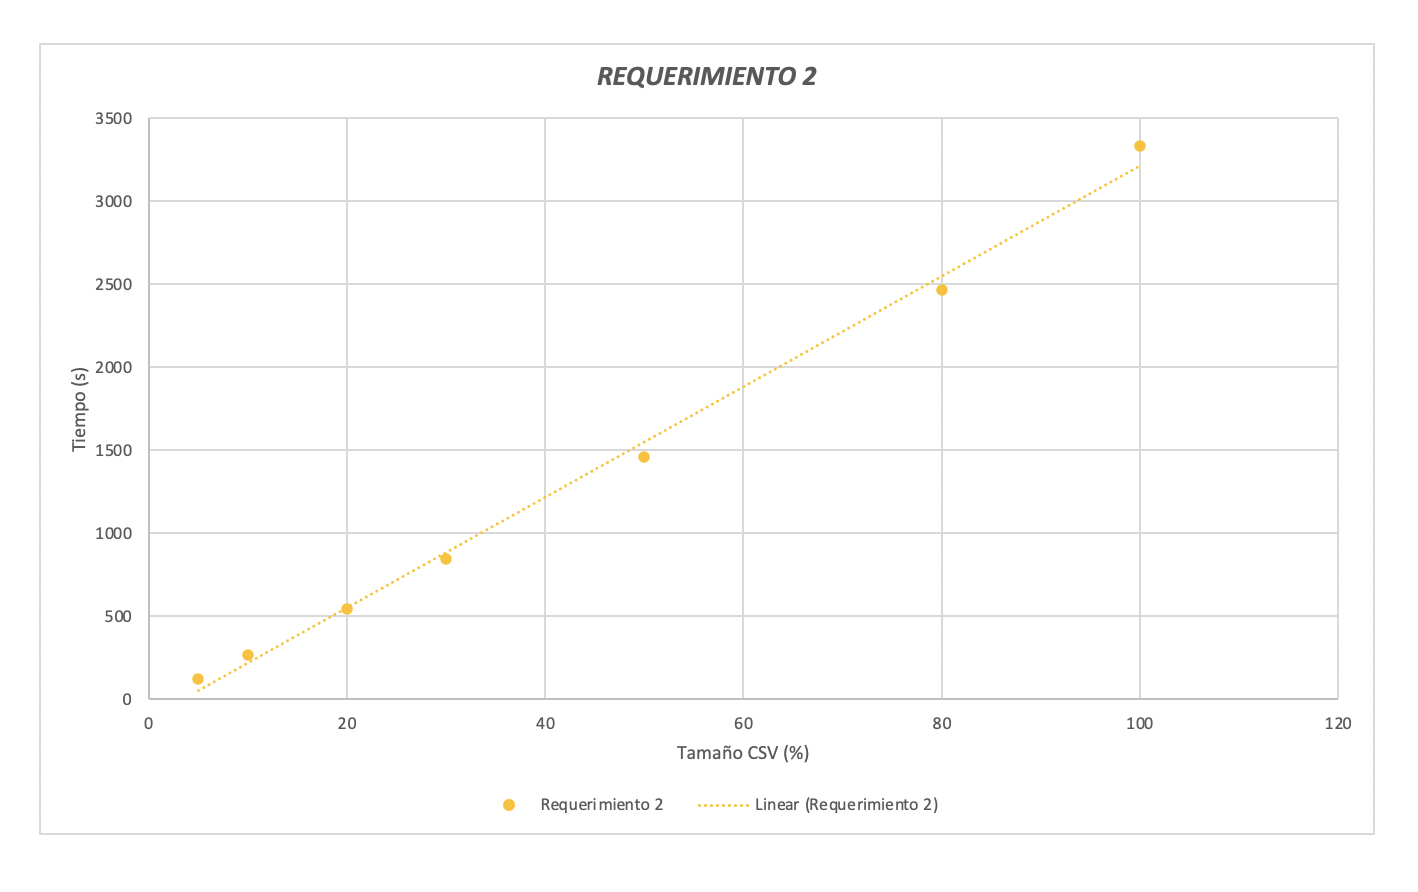 REQUERIMIENTO 2
3500
3000
2500
2000
1500
1000
500
0
Tiempo (s)
0 20 40 60 80 100 120
Tamaño CSV (%)
Requerimiento 2 Linear (Requerimiento 2)